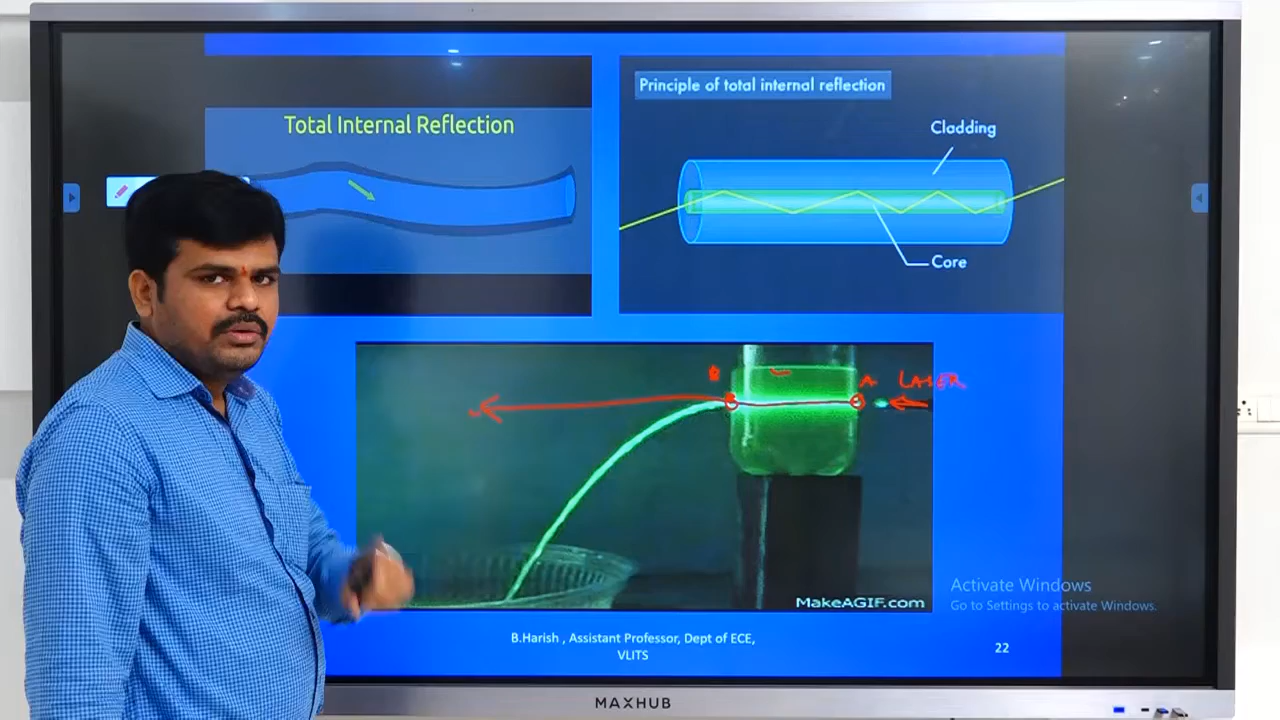 Total Internal Reflection
Principle of total internal reflection
Cladding
Core
B
A
LASER
MakeAGIF.com
Activate Windows
Go to Settings to activate Windows.
B.Harish , Assistant Professor, Dept of ECE,
VLITS
22
MAXHUB